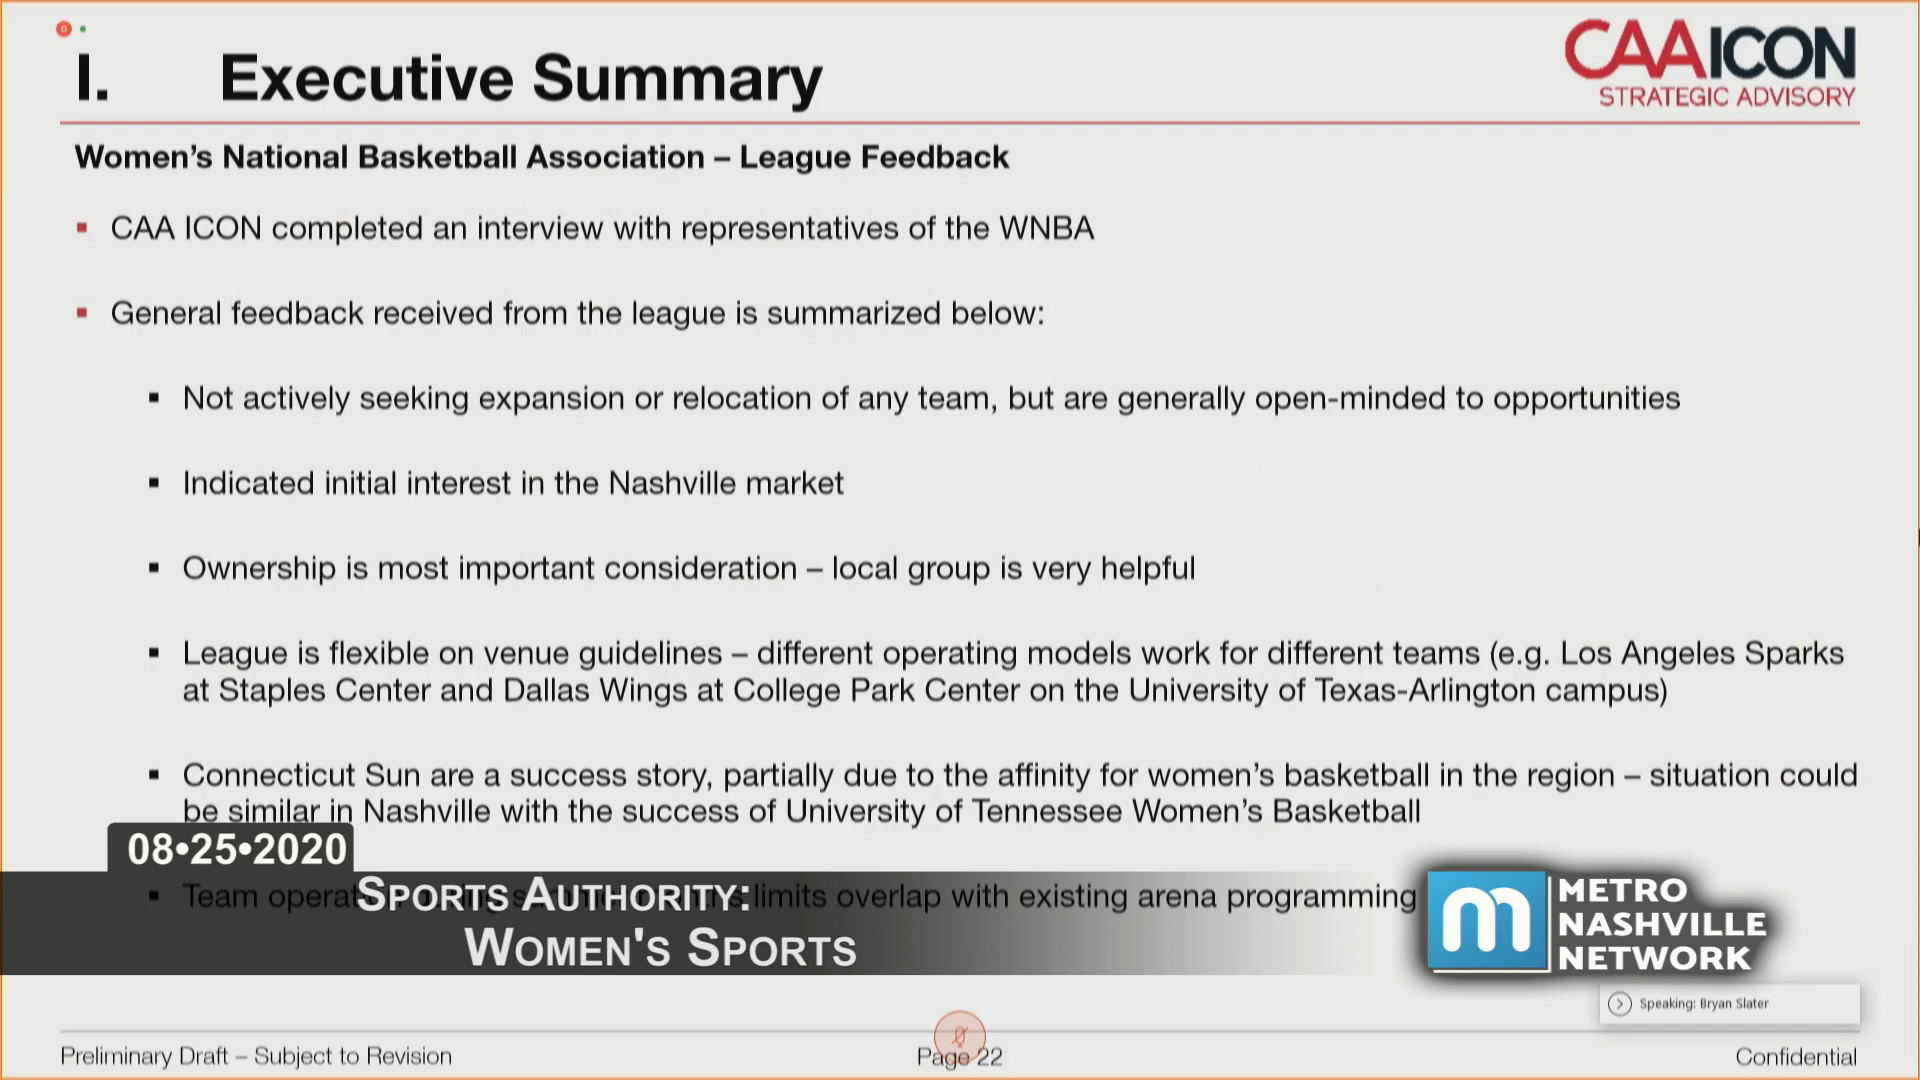 I. Executive Summary
CAAICON
STRATEGIC ADVISORY
Women's National Basketball Association – League Feedback
▪ CAA ICON completed an interview with representatives of the WNBA
▪ General feedback received from the league is summarized below:
▪ Not actively seeking expansion or relocation of any team, but are generally open-minded to opportunities
▪ Indicated initial interest in the Nashville market
▪ Ownership is most important consideration – local group is very helpful
▪ League is flexible on venue guidelines – different operating models work for different teams (e.g. Los Angeles Sparks
at Staples Center and Dallas Wings at College Park Center on the University of Texas-Arlington campus)
▪ Connecticut Sun are a success story, partially due to the affinity for women's basketball in the region – situation could
be similar in Nashville with the success of University of Tennessee Women's Basketball
▪ Team limits overlap with existing arena programming
08•25•2020
Sports Authority:
Women's Sports
METRO
NASHVILLE
NETWORK
Speaking: Bryan Slater
Preliminary Draft – Subject to Revision
Page 22
Confidential